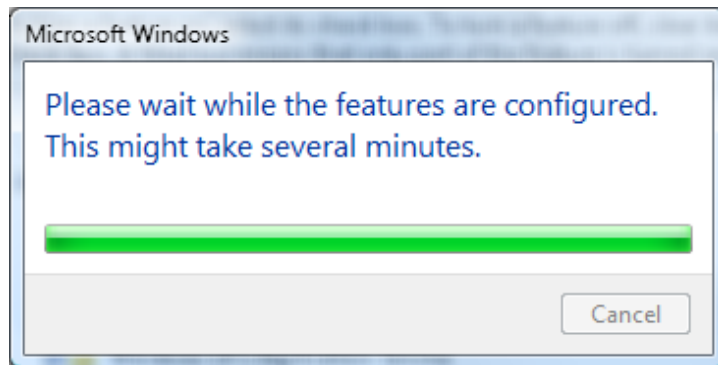 Microsoft Windows
Please wait while the features are configured.
This might take several minutes.
Cancel